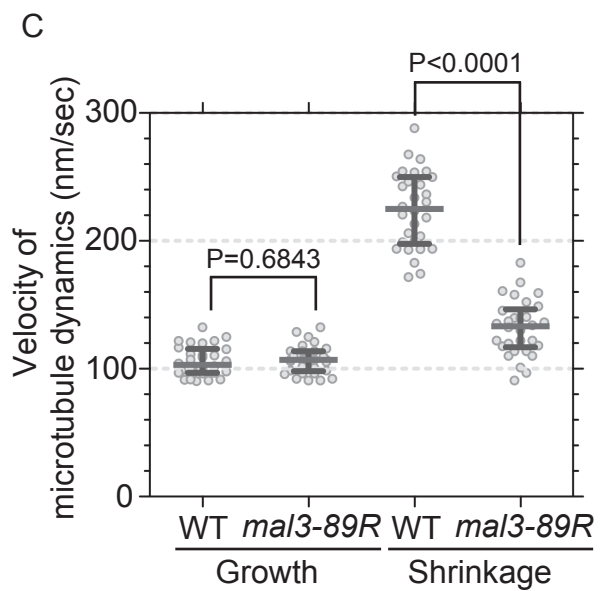 C
P<0.0001
300
P=0.6843
200
100
0
Velocity of
microtubule dynamics (nm/sec)
WT mal3-89R WT mal3-89R
Growth Shrinkage